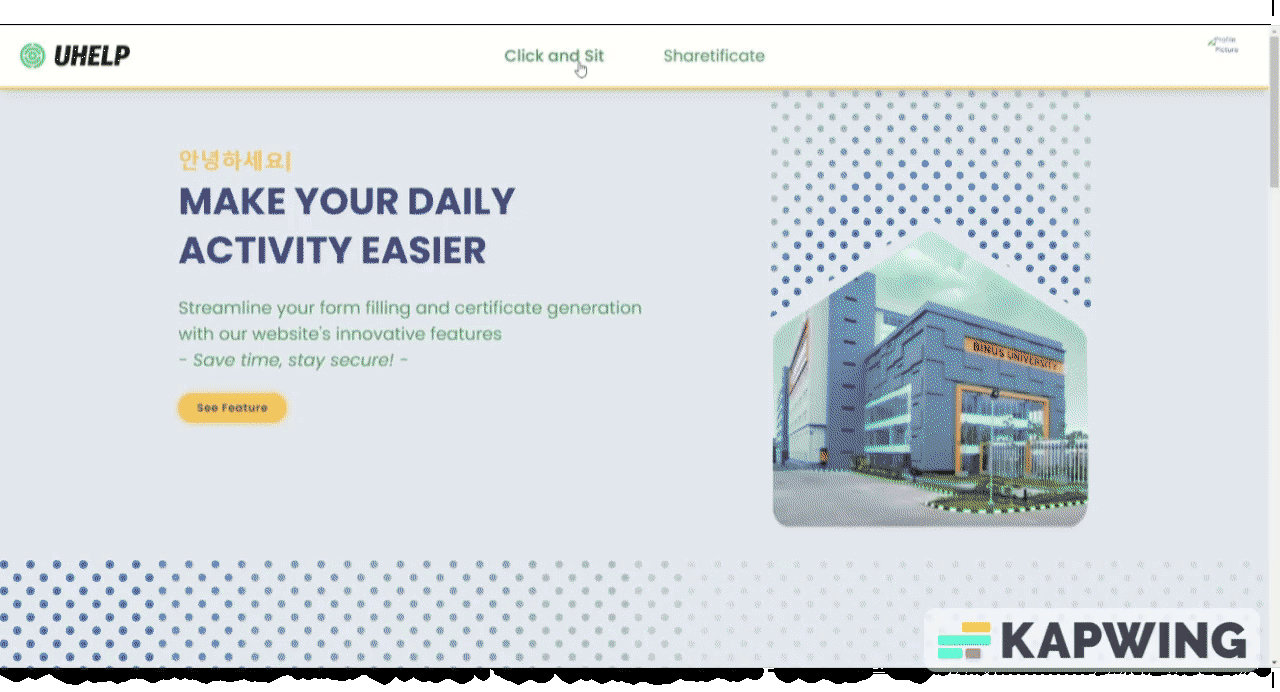 UHELP
Click and Sit
Sharetificate
Profile
Picture
안녕하세요|
MAKE YOUR DAILY
ACTIVITY EASIER
Streamline your form filling and certificate generation
with our website's innovative features
- Save time, stay secure! -
See Feature
BINUS UNIVERSITY
KAPWING